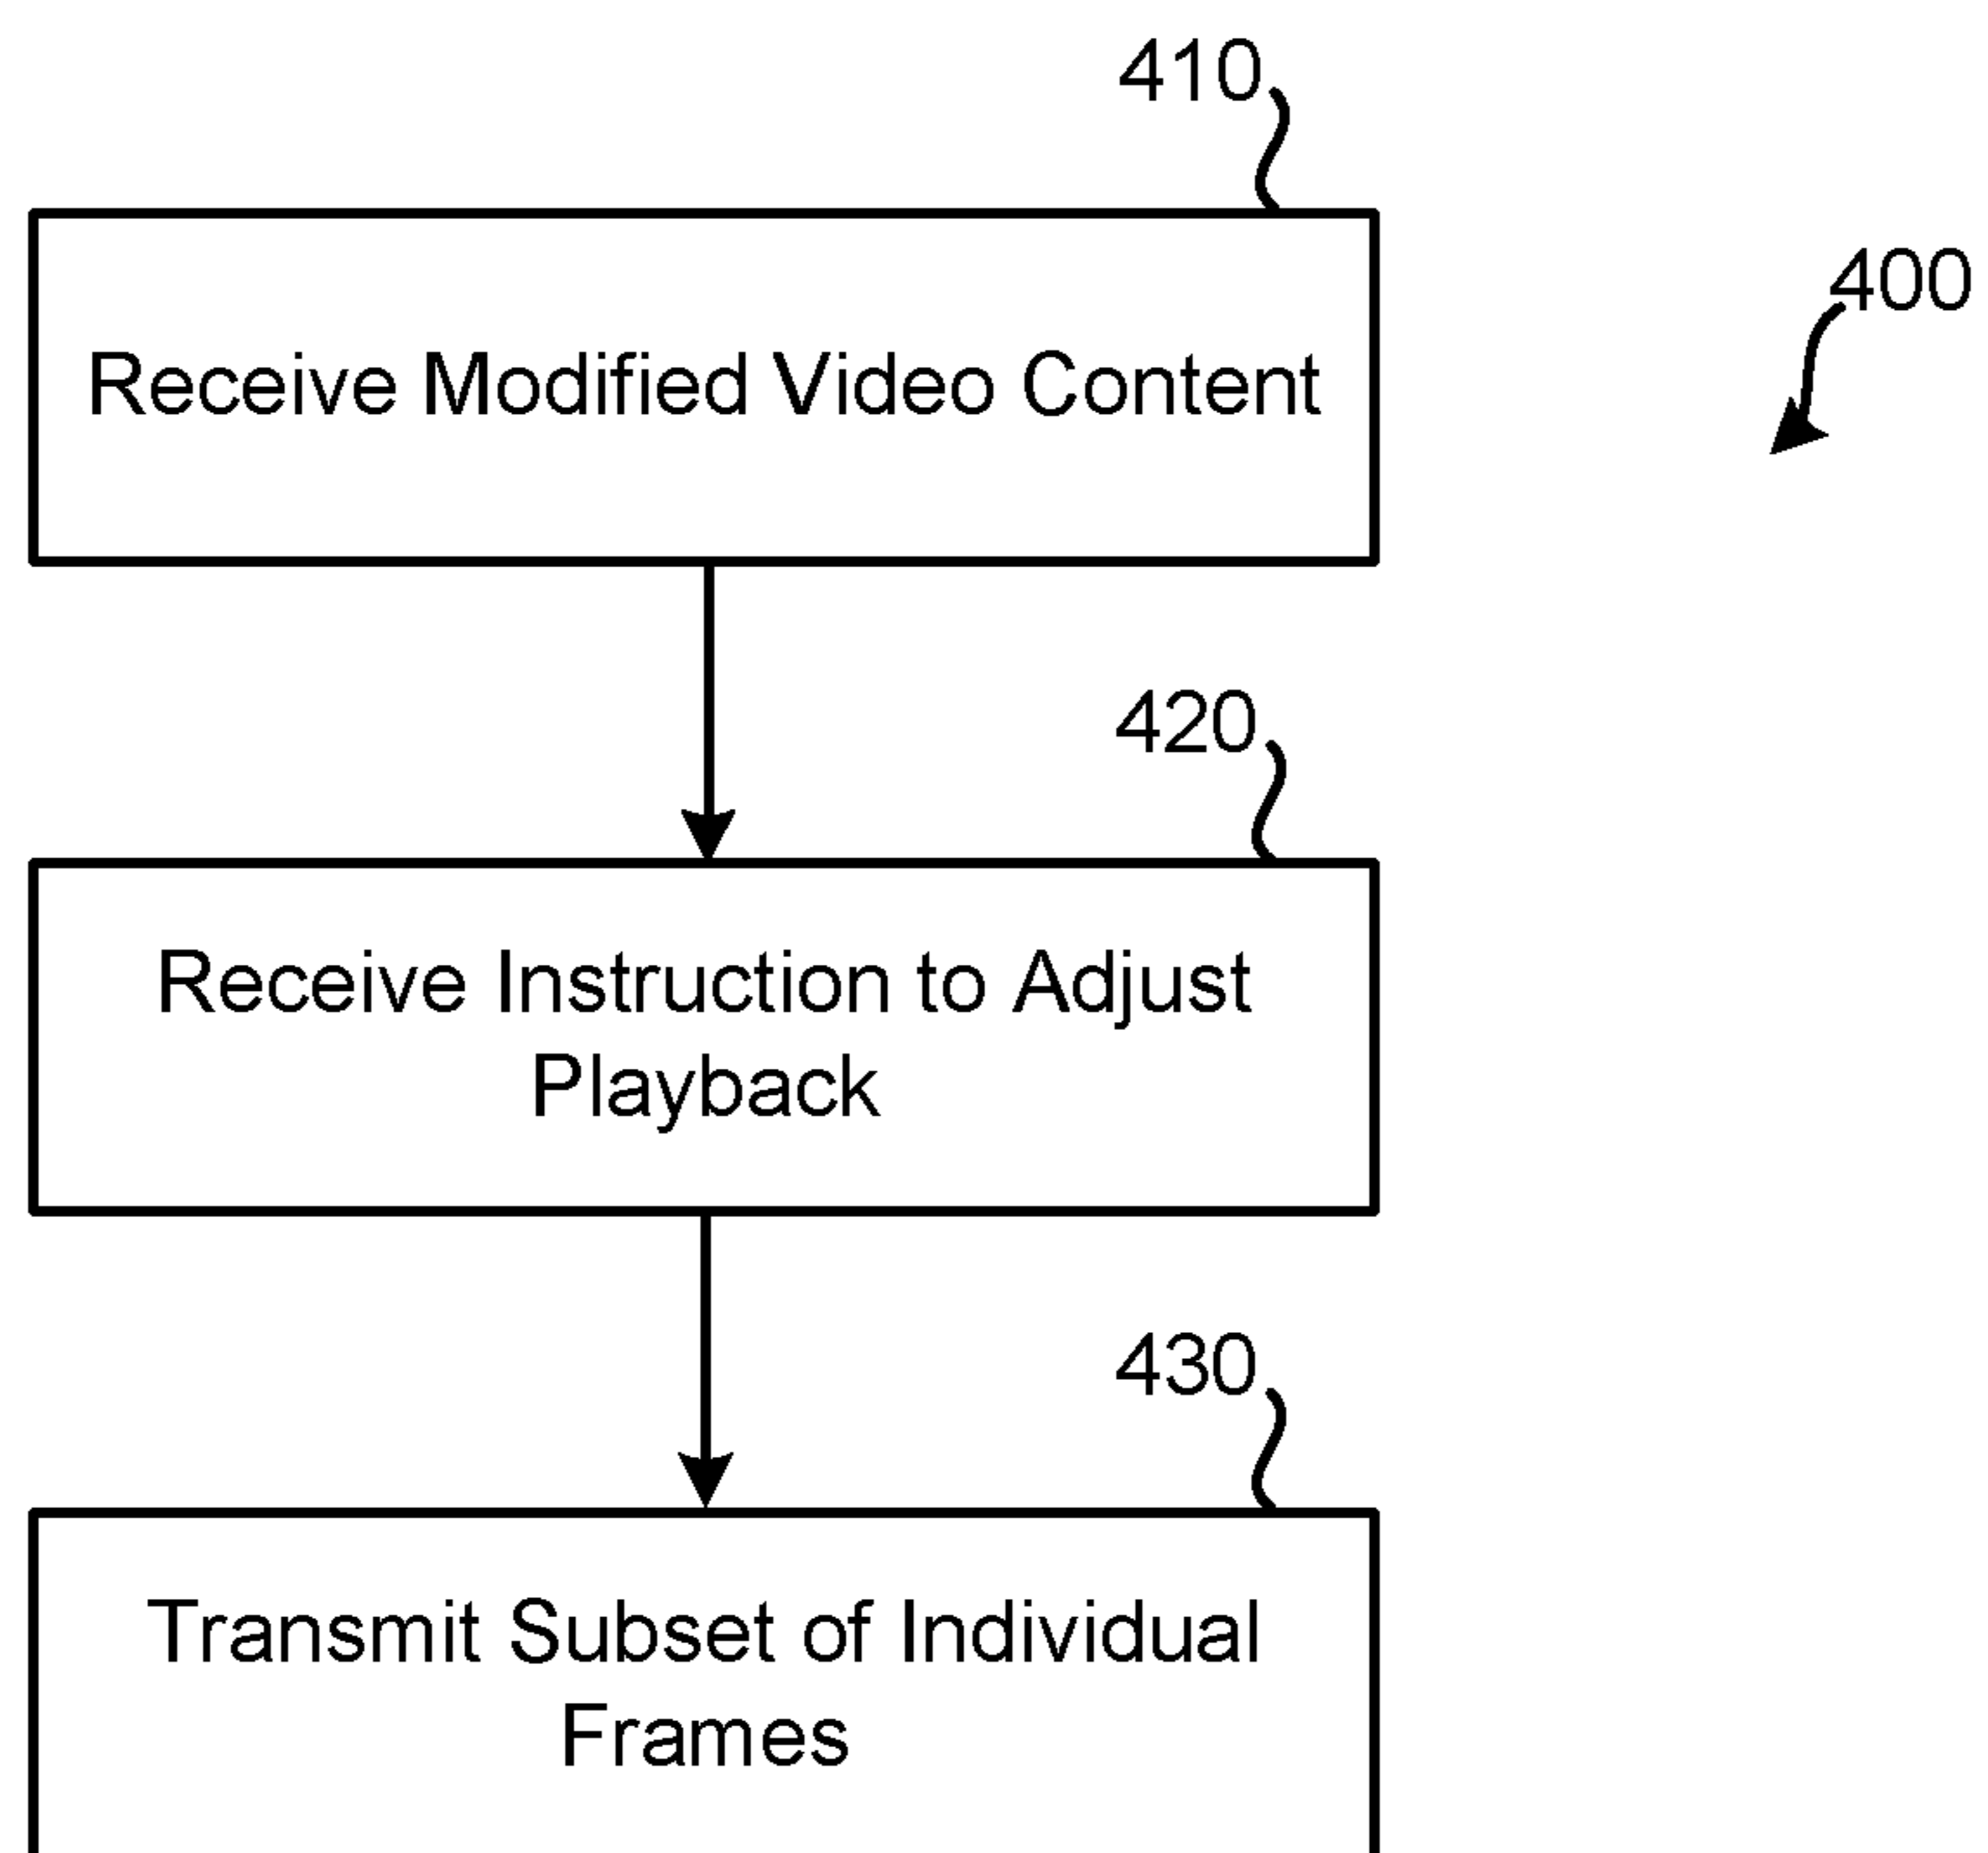 410
400
Receive Modified Video Content
420
Receive Instruction to Adjust
Playback
430
Transmit Subset of Individual
Frames